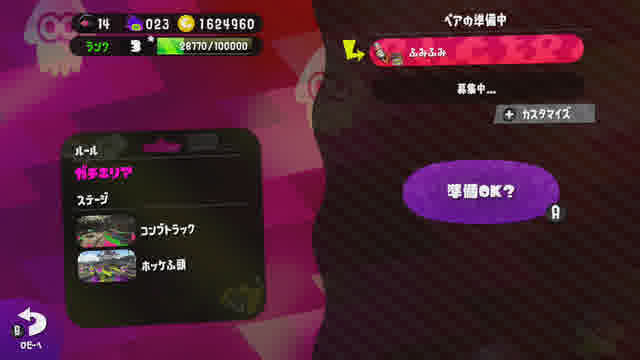 14 023 1624960
ランク 3 28770/100000
ペアの準備中
ふみふみ
募集中...
+ カスタマイズ
ルール
ガチホコリア
ステージ
コンブトラック
ホッケふ頭
準備OK?
A
B
ロビーへ